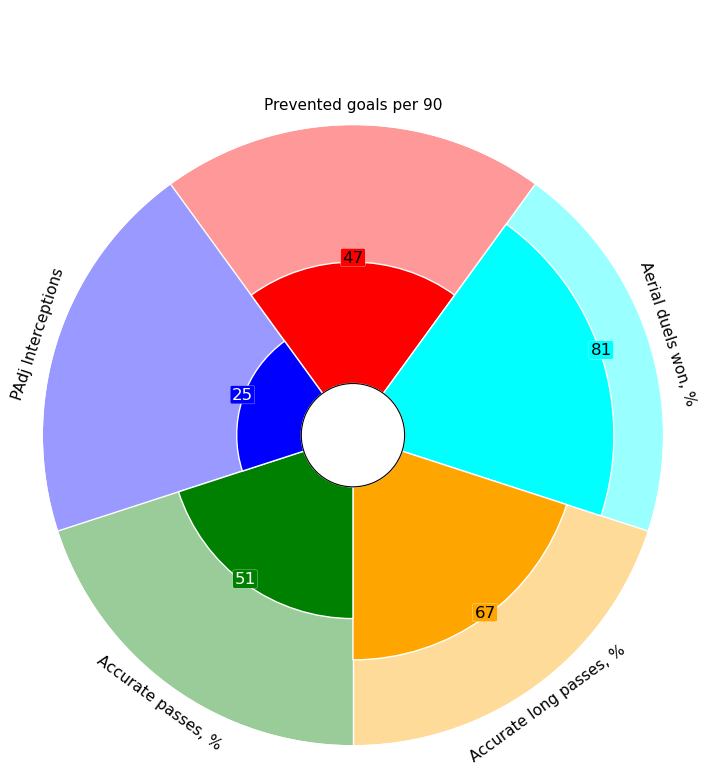 Prevented goals per 90
47
Aerial duels won, %
81
PAdj Interceptions
25
51
67
Accurate passes, %
Accurate long passes, %